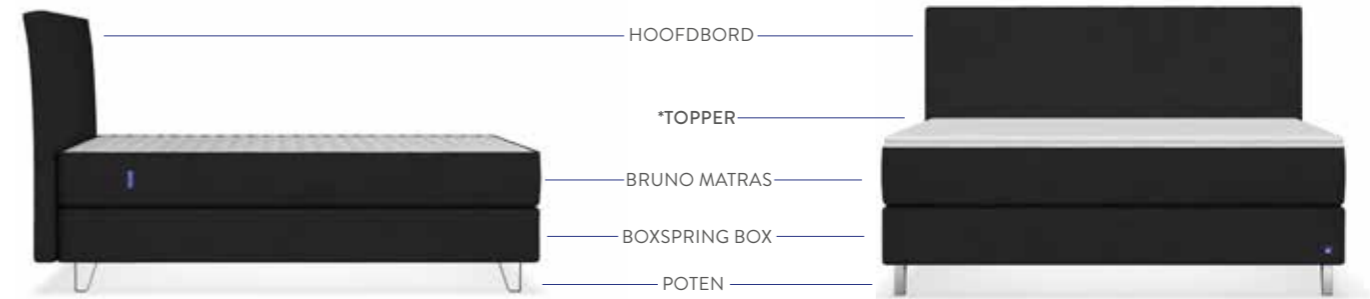 HOOFDBORD
*TOPPER
BRUNO MATRAS
BOXSPRING BOX
POTEN